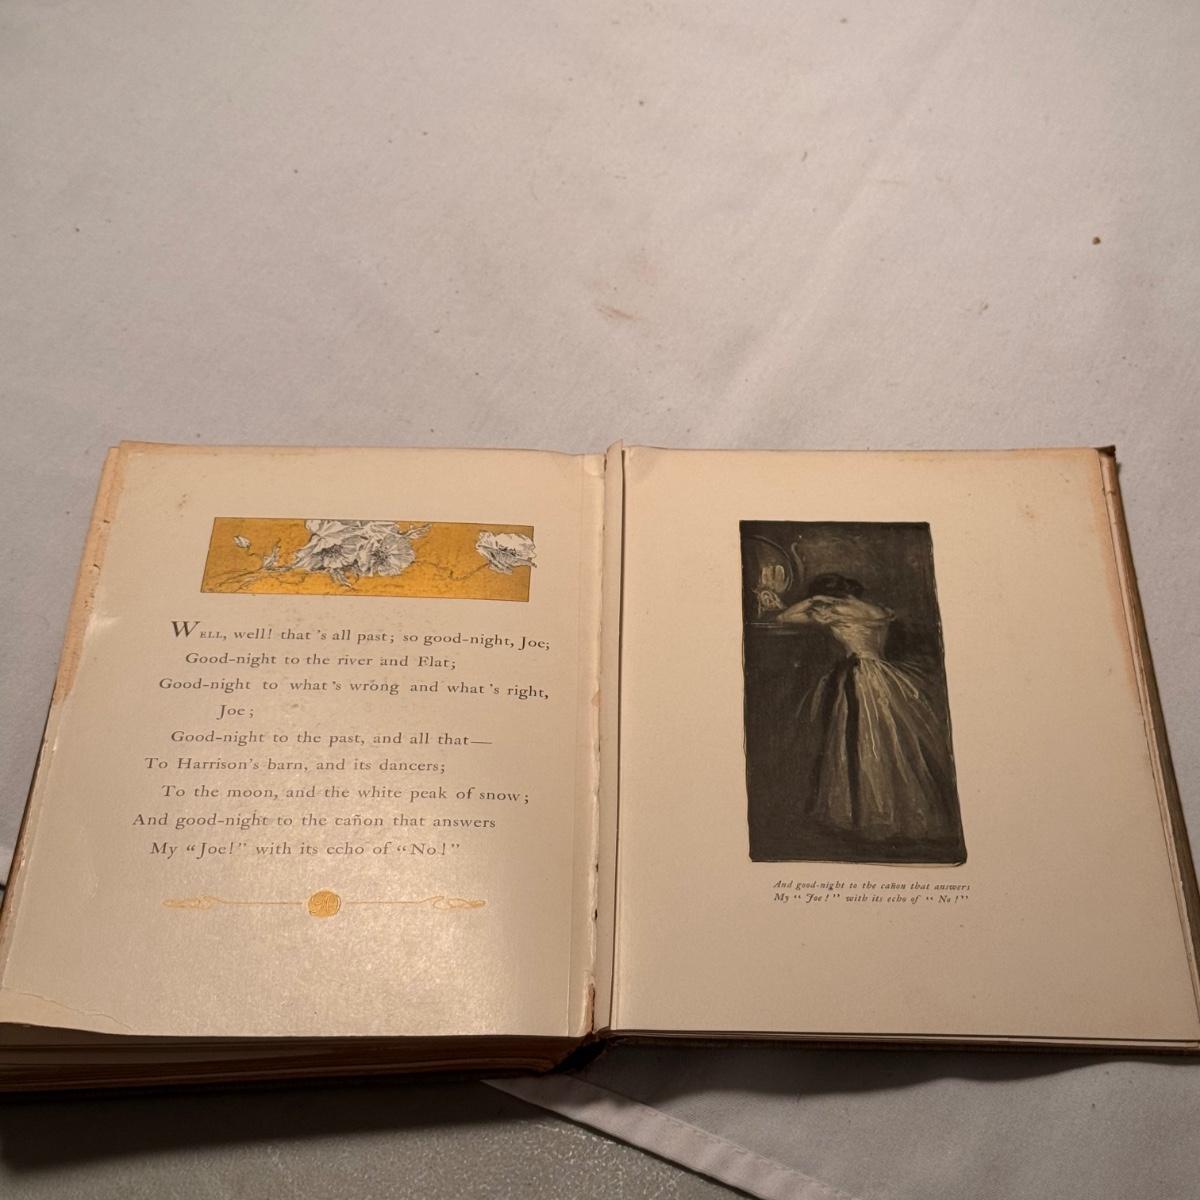 WELL, well! that's all past; so good-night, Joe;
Good-night to the river and Flat;
Good-night to what's wrong and what's right,
Joe;
Good-night to the past, and all that—
To Harrison's barn, and its dancers;
To the moon, and the white peak of snow;
And good-night to the cañon that answers
My "Joe!" with its echo of "No!"
And good-night to the cañon that answers
My "Joe!" with its echo of "No!"